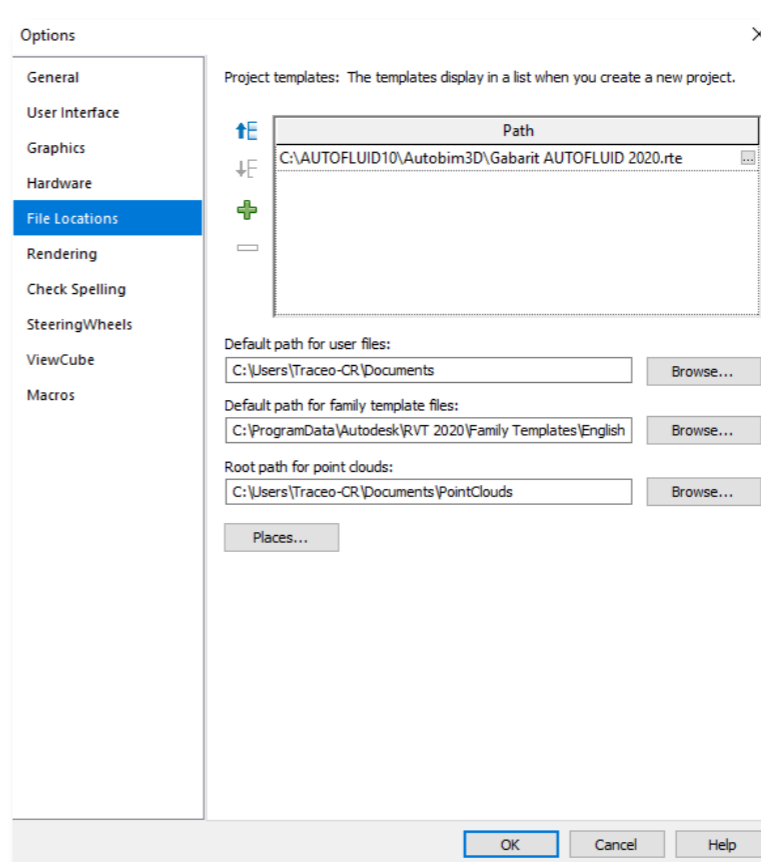 Options
General
User Interface
Graphics
Hardware
File Locations
Rendering
Check Spelling
SteeringWheels
ViewCube
Macros
Project templates: The templates display in a list when you create a new project.
Path
C:\AUTOFLUID10\Autobim3D\Gabarit AUTOFLUID 2020.rte ...
Default path for user files:
C:\Users\Traceo-CR\Documents Browse...
Default path for family template files:
C:\ProgramData\Autodesk\RVT 2020\Family Templates\English Browse...
Root path for point clouds:
C:\Users\Traceo-CR\Documents\PointClouds Browse...
Places...
OK Cancel Help